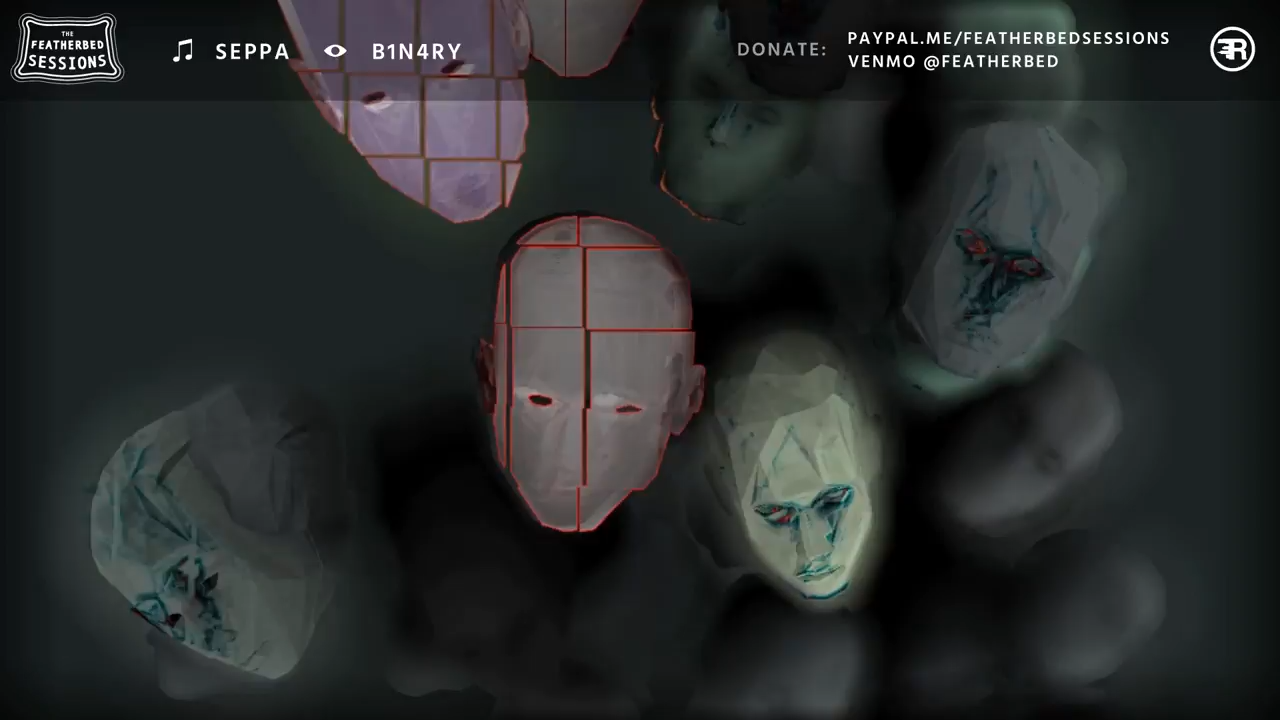 THE
FEATHERBED
SESSIONS
SEPPA
B1N4RY
DONATE:
PAYPAL.ME/FEATHERBEDSESSIONS
VENMO @FEATHERBED